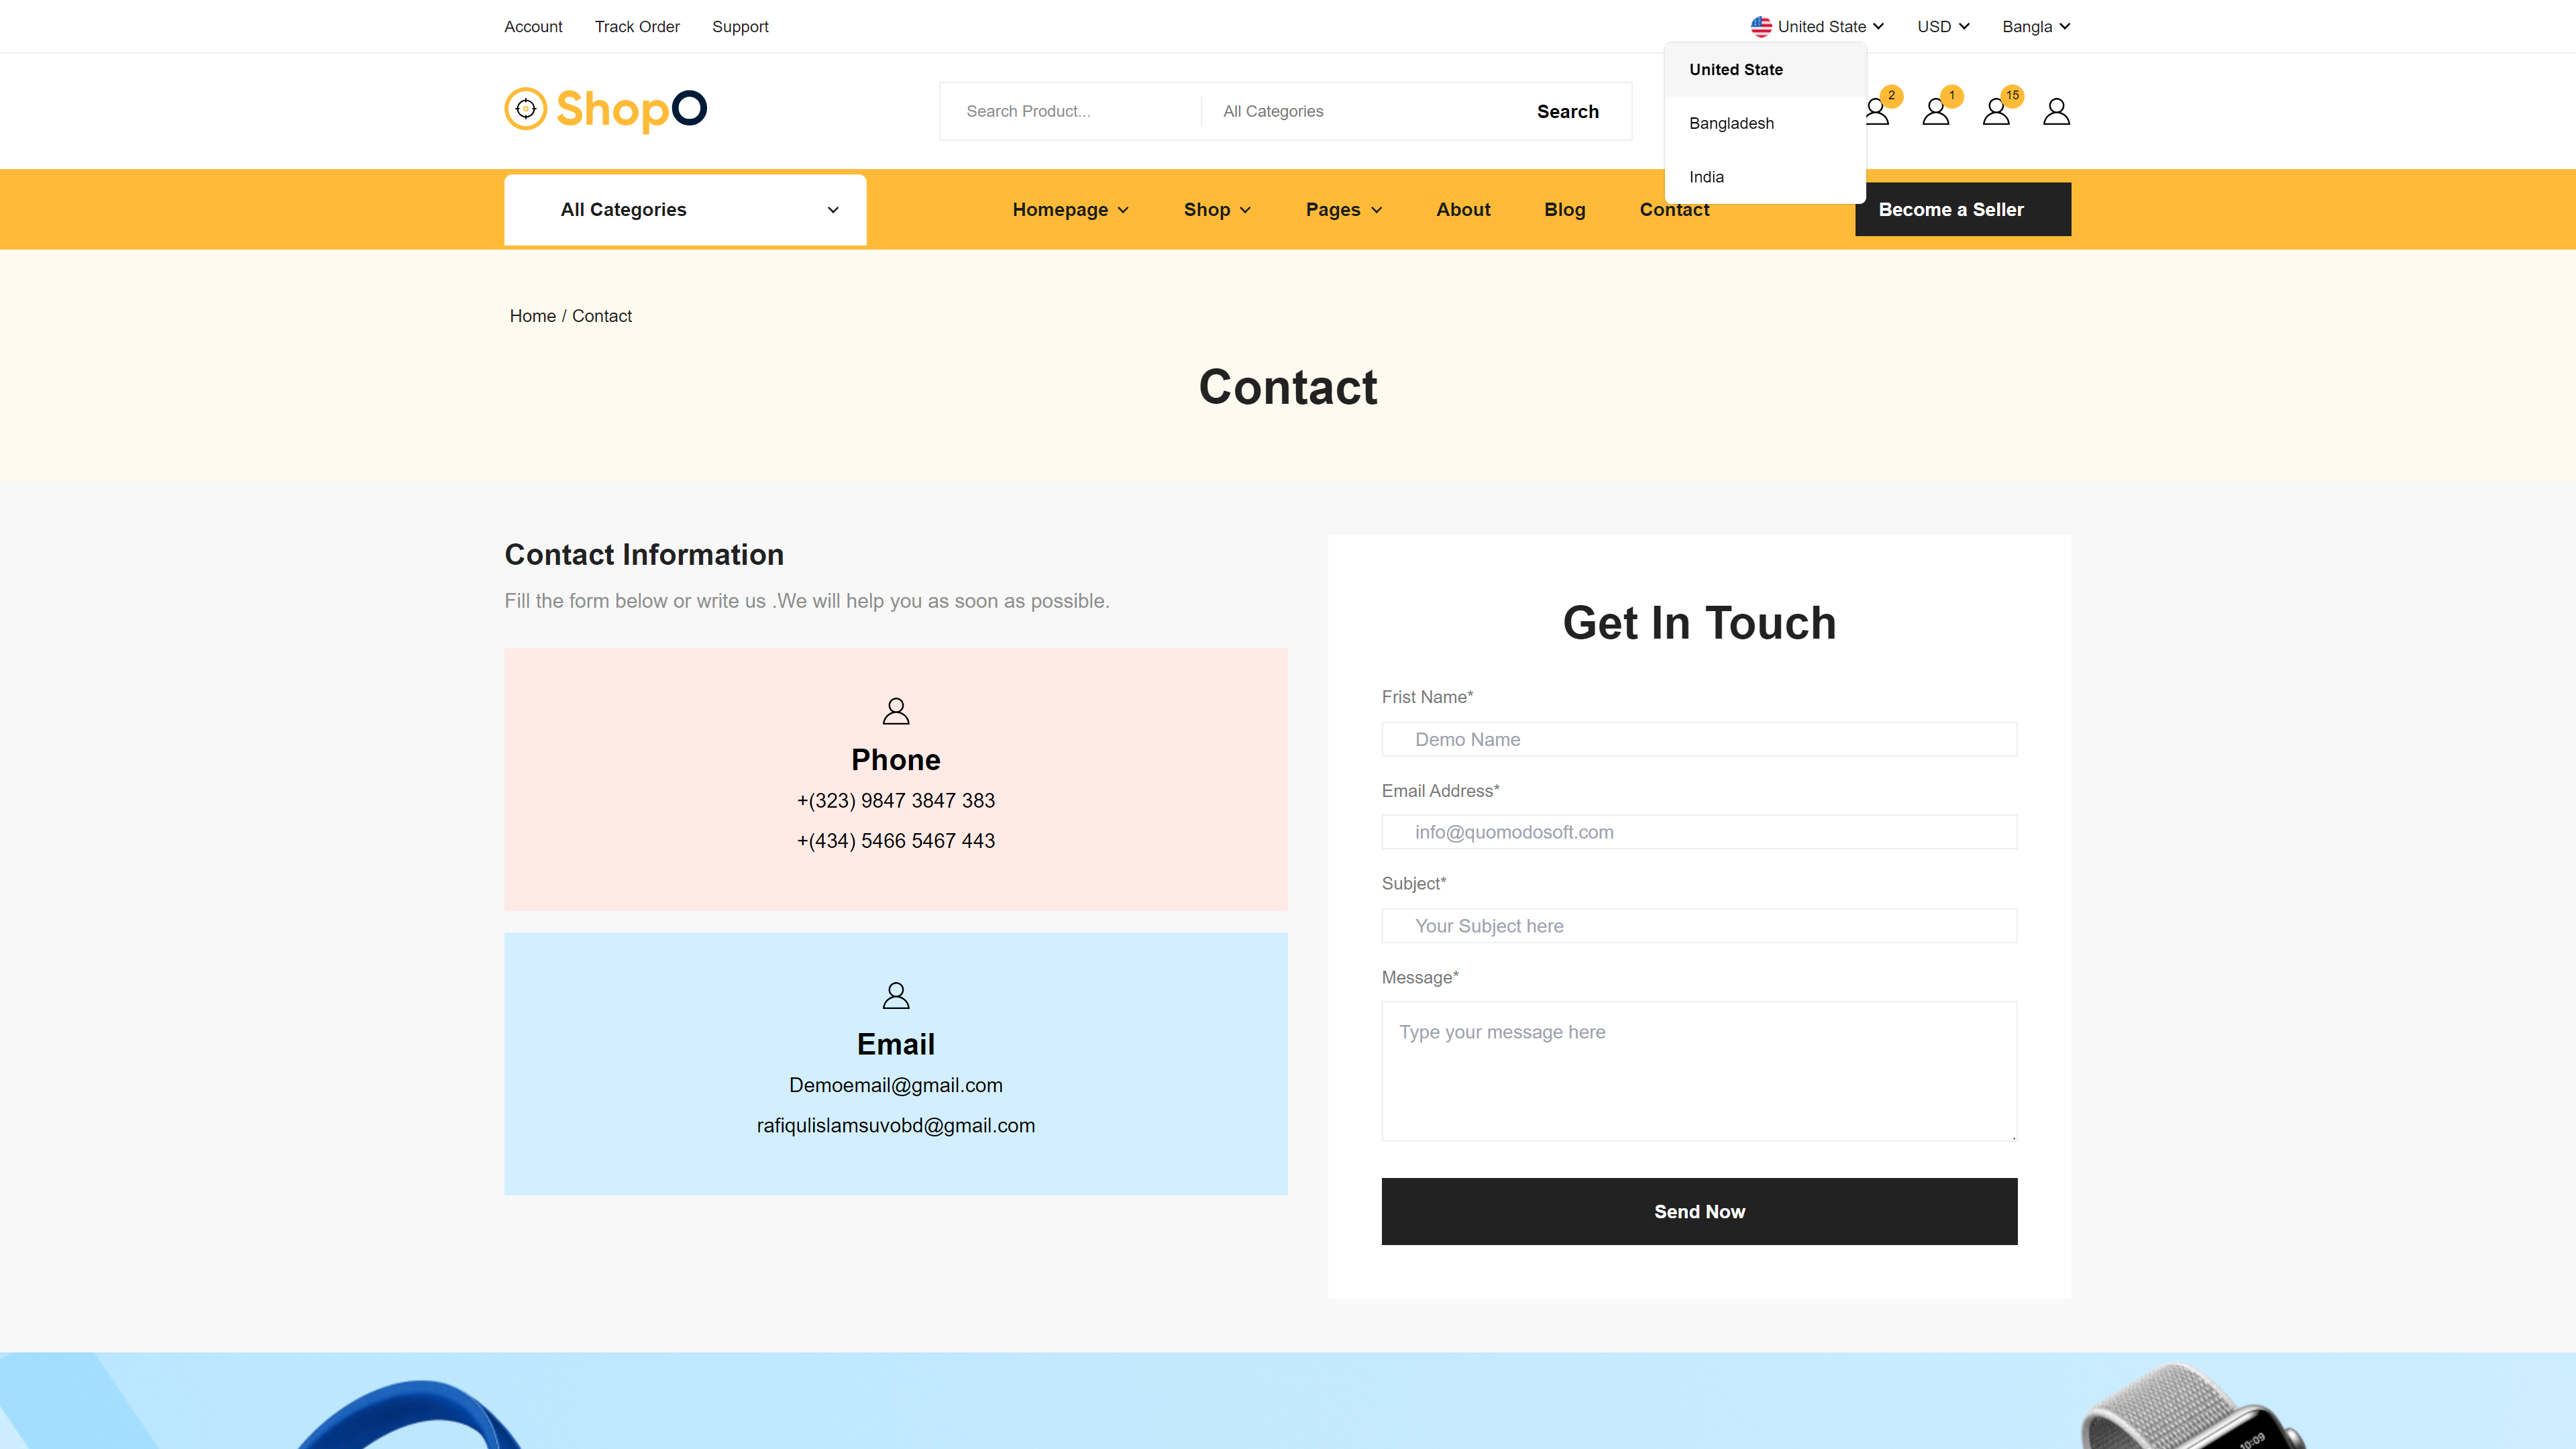 Account Track Order Support United State USD Bangla
United State
Bangladesh
India
ShopO Search Product... All Categories Search 2 1 15
All Categories Homepage Shop Pages About Blog Contact Become a Seller
Home / Contact
Contact
Contact Information
Fill the form below or write us .We will help you as soon as possible.
Phone
+(323) 9847 3847 383
+(434) 5466 5467 443
Email
Demoemail@gmail.com
rafiqulislamsuvobd@gmail.com
Get In Touch
Frist Name*
Demo Name
Email Address*
info@quomodosoft.com
Subject*
Your Subject here
Message*
Type your message here
Send Now
10:09